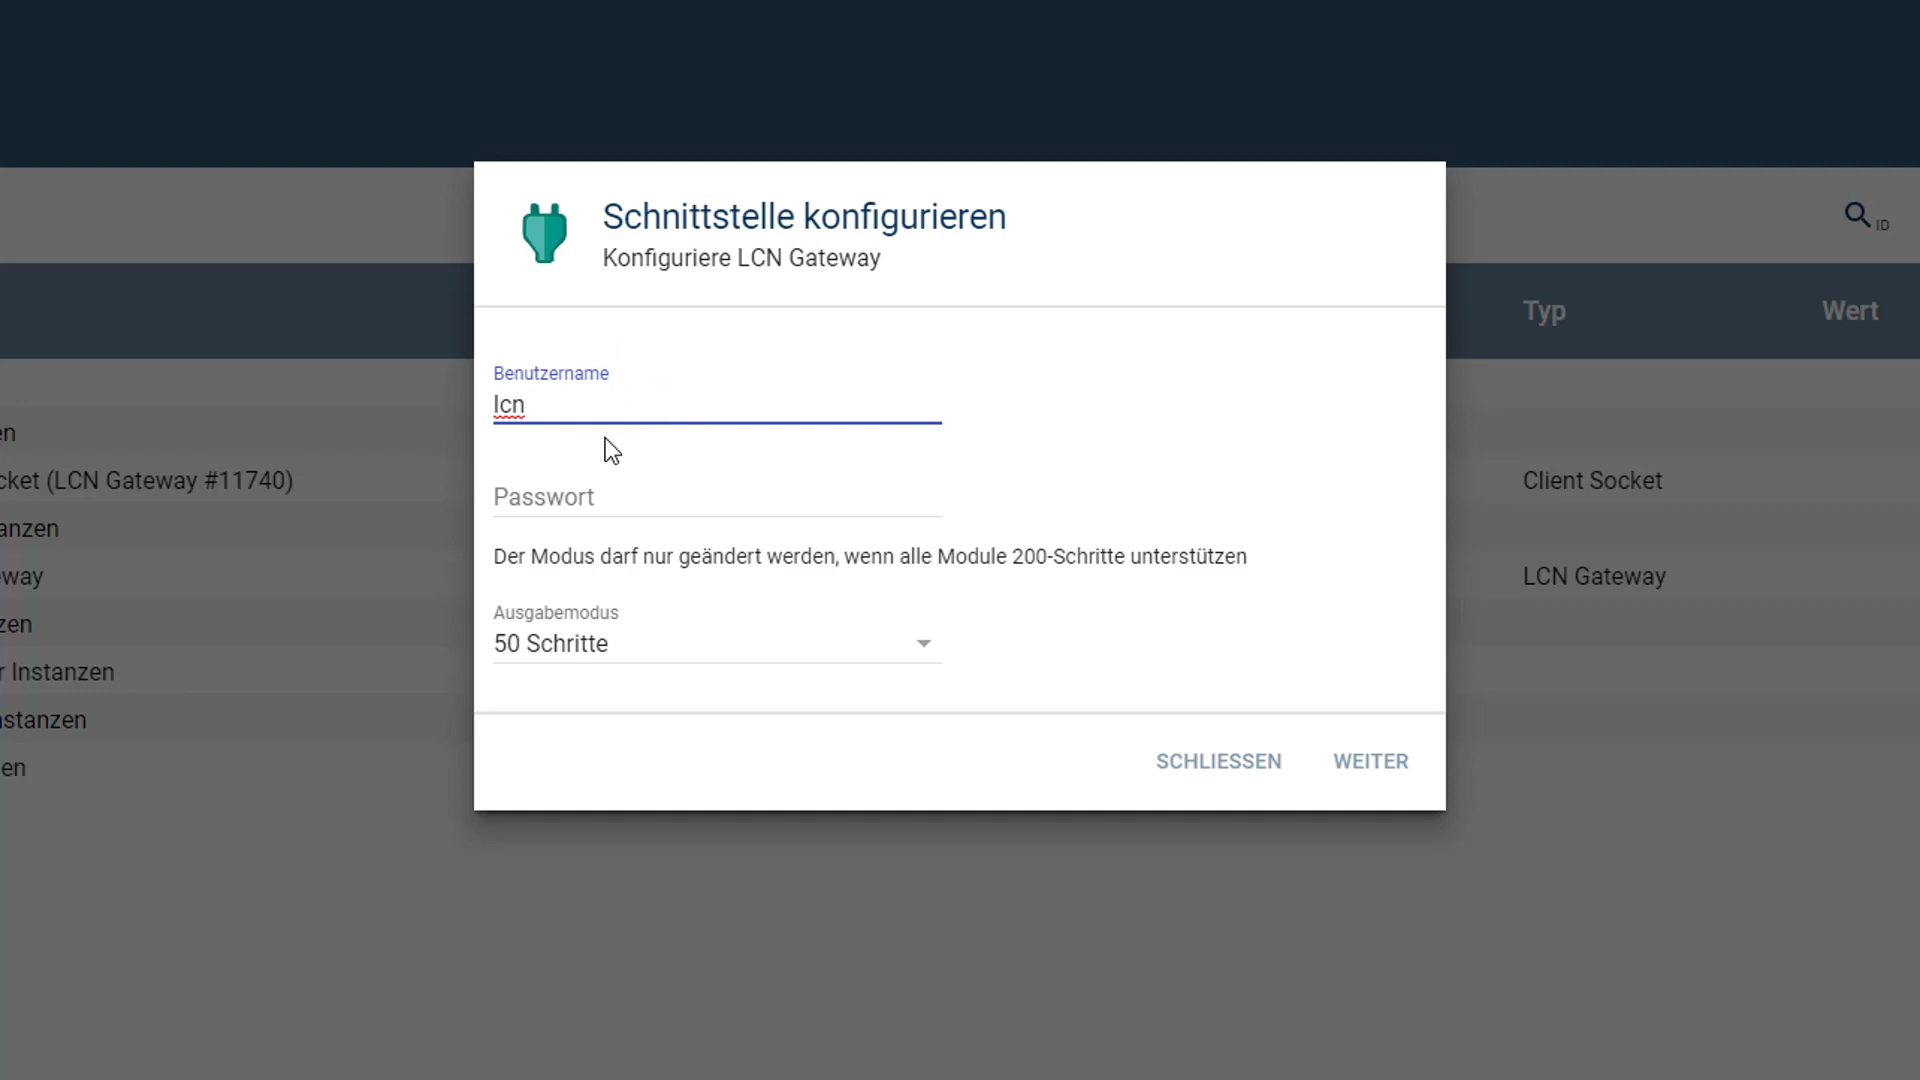 Schnittstelle konfigurieren
Konfiguriere LCN Gateway
ID
Typ
Wert
Benutzername
lcn
en
cket (LCN Gateway #11740)
Client Socket
Passwort
anzen
Der Modus darf nur geändert werden, wenn alle Module 200-Schritte unterstützen
way
LCN Gateway
Ausgabemodus
zen
50 Schritte
r Instanzen
nstanzen
SCHLIESSEN
WEITER
en